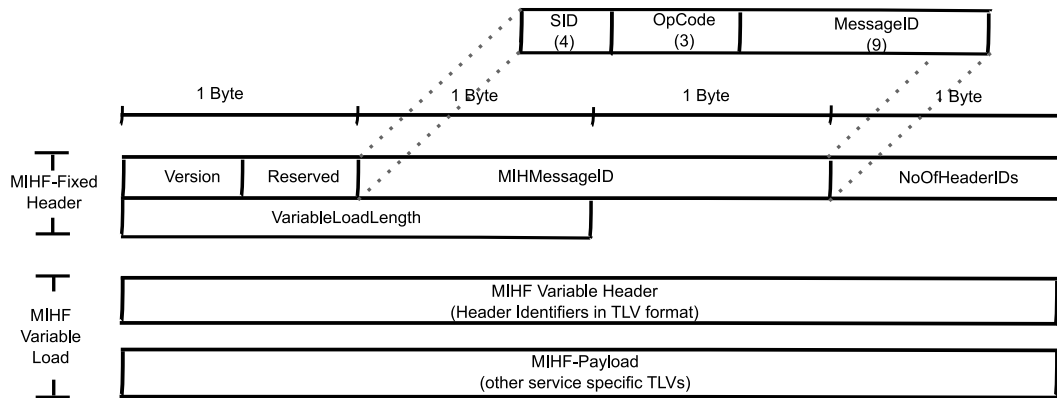 SID OpCode MessageID
(4) (3) (9)
1 Byte 1 Byte 1 Byte 1 Byte
MIHF-Fixed
Header
Version Reserved MIHMessageID NoOfHeaderIDs
VariableLoadLength
MIHF
Variable
Load
MIHF Variable Header
(Header Identifiers in TLV format)
MIHF-Payload
(other service specific TLVs)